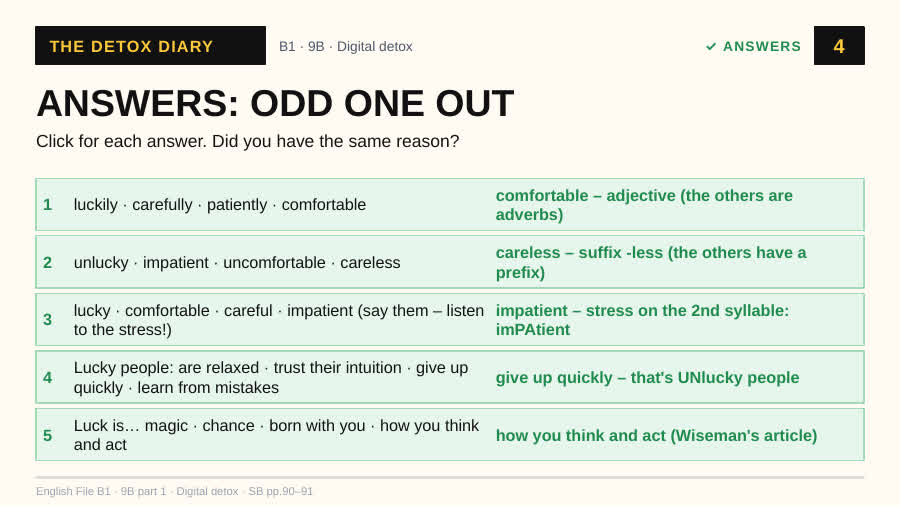 THE DETOX DIARY
B1 · 9B · Digital detox
✓ ANSWERS
4
ANSWERS: ODD ONE OUT
Click for each answer. Did you have the same reason?
1
luckily · carefully · patiently · comfortable
comfortable – adjective (the others are
adverbs)
2
unlucky · impatient · uncomfortable · careless
careless – suffix -less (the others have a
prefix)
3
lucky · comfortable · careful · impatient (say them – listen
to the stress!)
impatient – stress on the 2nd syllable:
imPAtient
4
Lucky people: are relaxed · trust their intuition · give up
quickly · learn from mistakes
give up quickly – that's UNlucky people
5
Luck is… magic · chance · born with you · how you think
and act
how you think and act (Wiseman's article)
English File B1 · 9B part 1 · Digital detox · SB pp.90–91